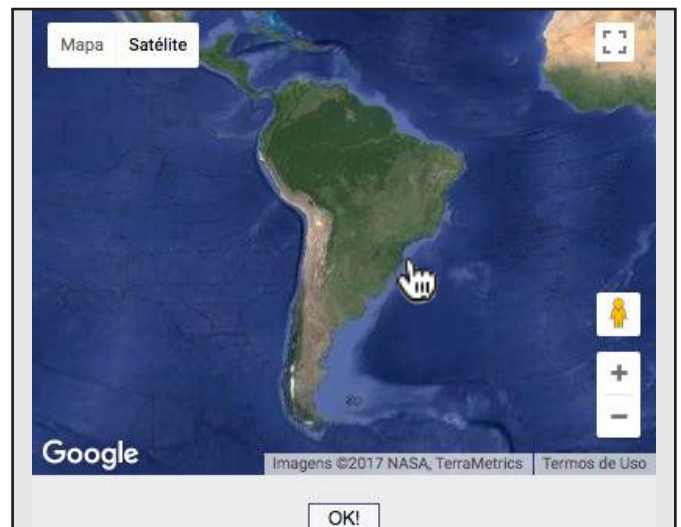 Mapa Satélite
Google
Imagens ©2017 NASA, TerraMetrics Termos de Uso
OK!